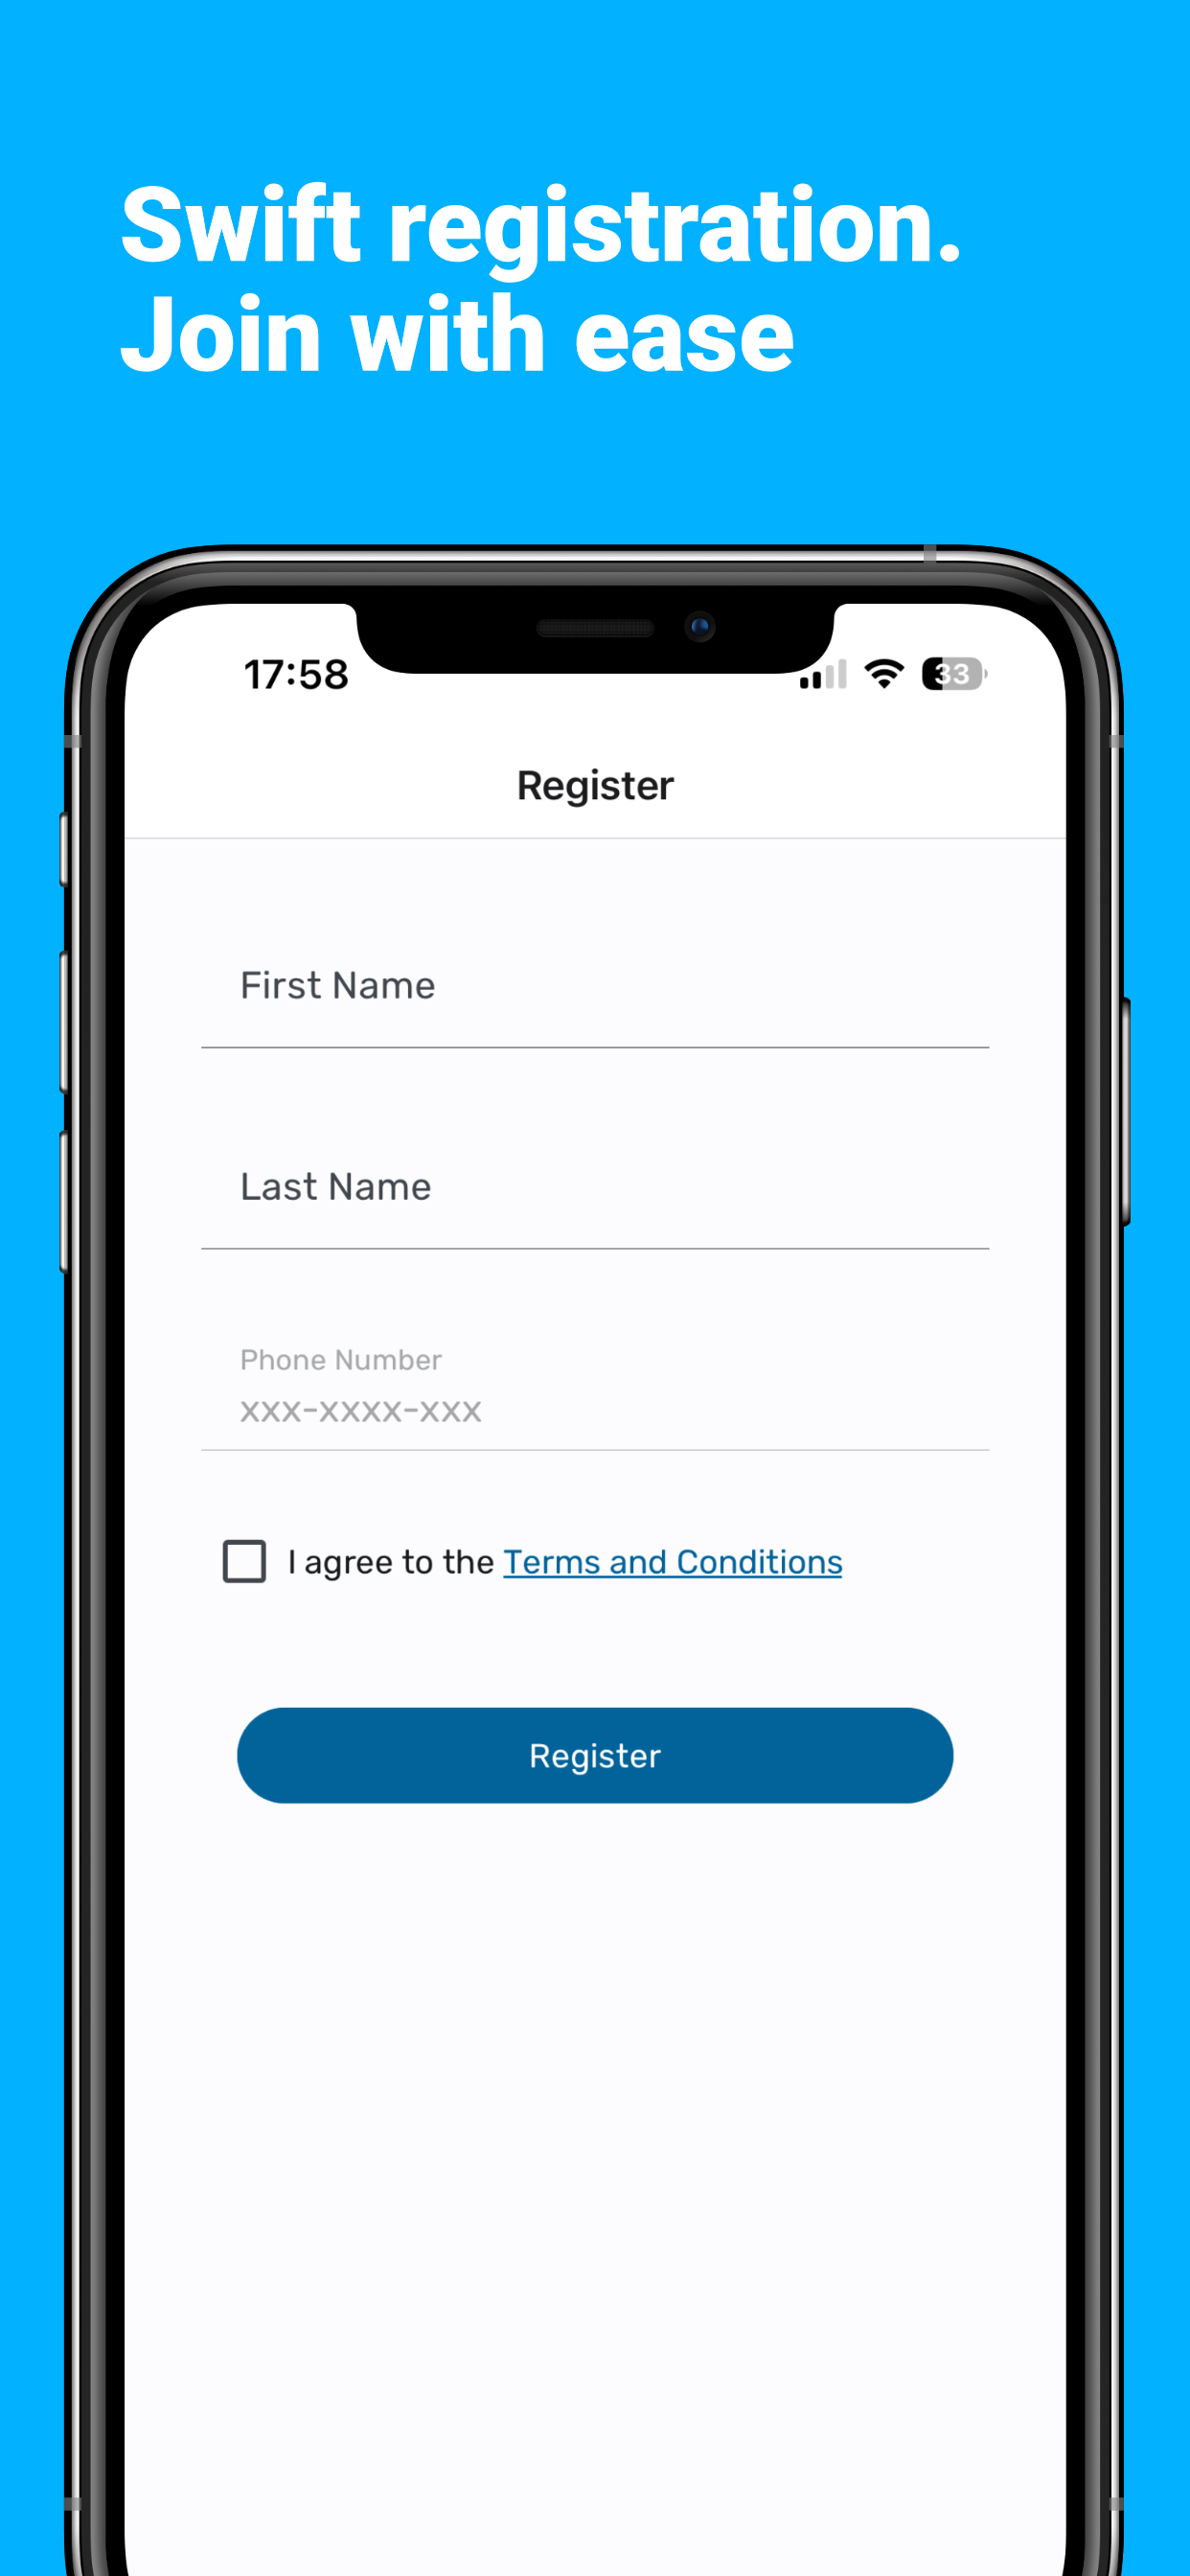 Swift registration.
Join with ease
17:58
33
Register
First Name
Last Name
Phone Number
xxx-xxxx-xxx
I agree to the Terms and Conditions
Register